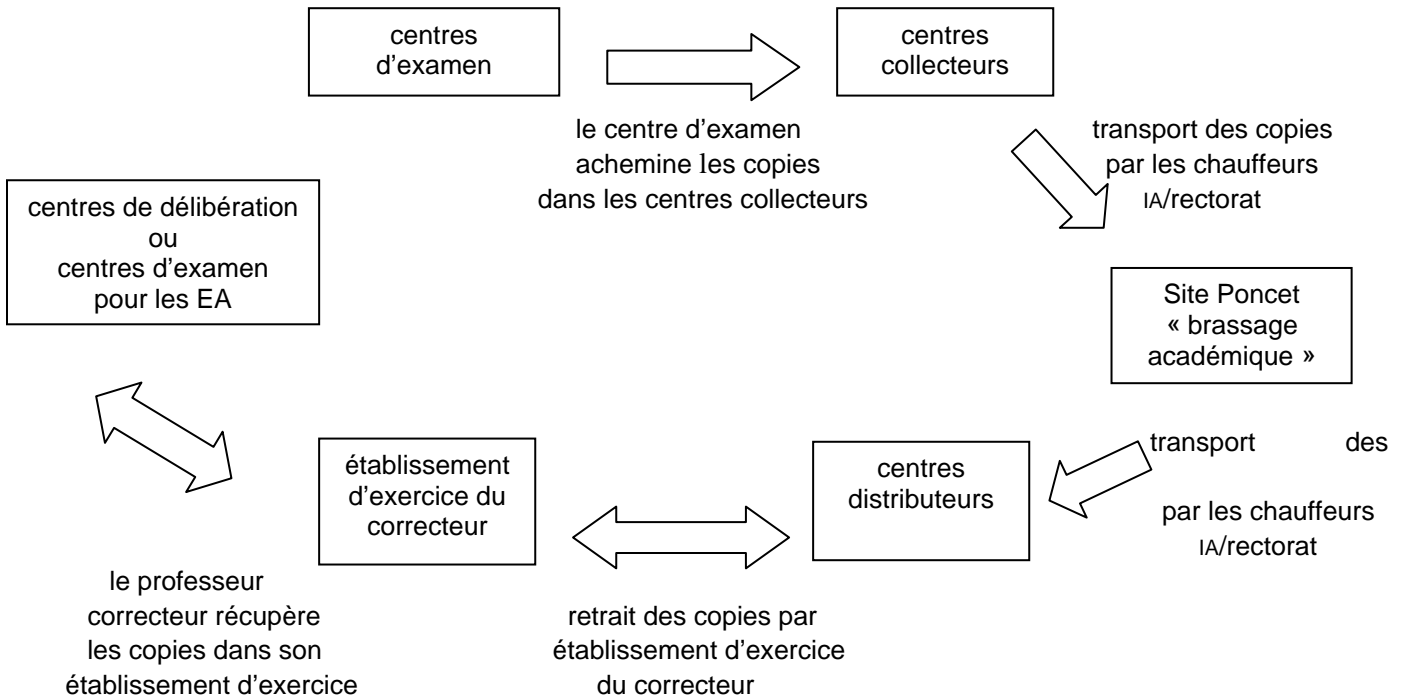 centres
d'examen
centres
collecteurs
le centre d'examen
achemine les copies
dans les centres collecteurs
transport des copies
par les chauffeurs
IA/rectorat
centres de délibération
ou
centres d'examen
pour les EA
Site Poncet
« brassage
académique »
transport des
par les chauffeurs
IA/rectorat
centres
distributeurs
établissement
d'exercice du
correcteur
retrait des copies par
établissement d'exercice
du correcteur
le professeur
correcteur récupère
les copies dans son
établissement d'exercice